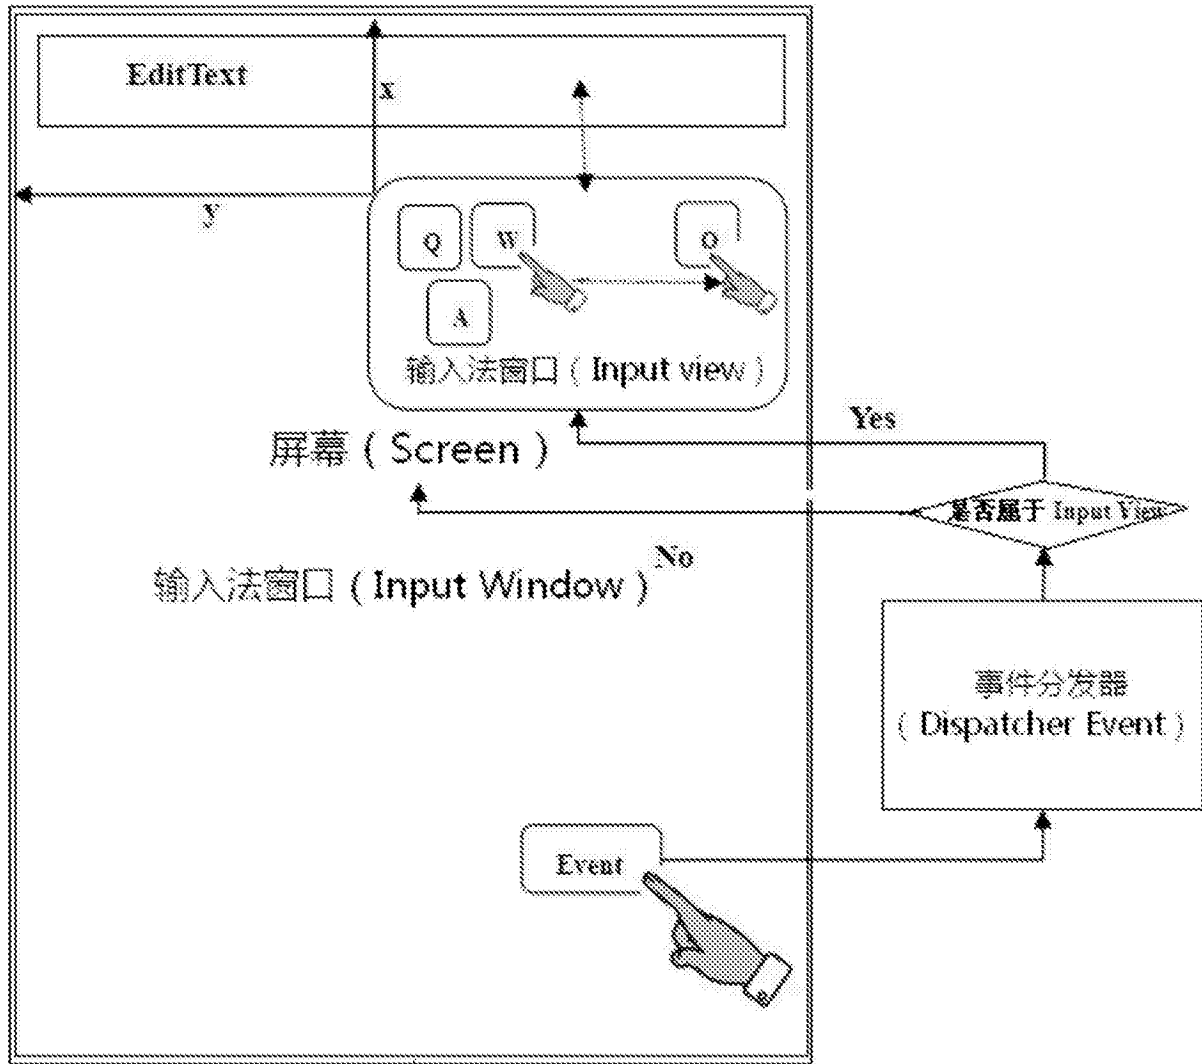 EditText
x
y
Q
W
O
A
输入法窗口（Input view）
Yes
屏幕（Screen）
是否属于 Input View
No
输入法窗口（Input Window）
事件分发器
（Dispatcher Event）
Event